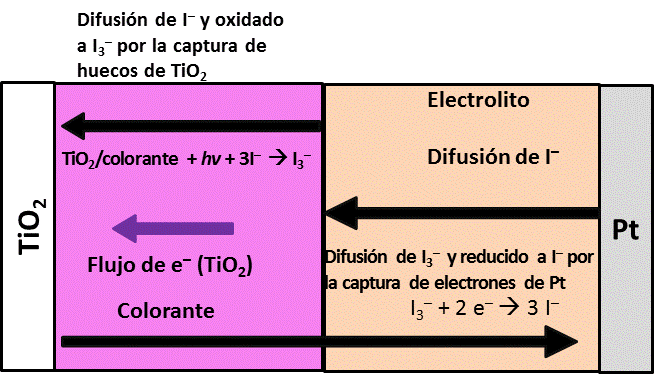 Difusión de I⁻ y oxidado
a I₃⁻ por la captura de
huecos de TiO₂
Electrolito
TiO₂/colorante + hv + 3I⁻ → I₃⁻
Difusión de I⁻
TiO₂
Pt
Flujo de e⁻ (TiO₂)
Difusión de I₃⁻ y reducido a I⁻ por
la captura de electrones de Pt
Colorante
I₃⁻ + 2 e⁻ → 3 I⁻